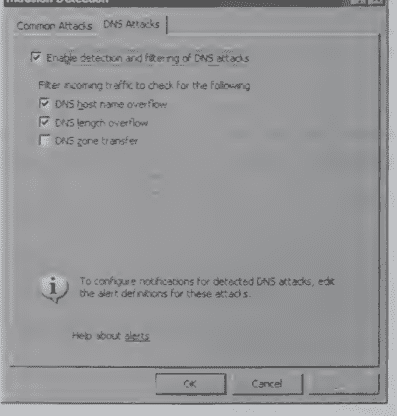 Intrusion Detection
Common Attacks DNS Attacks
Enable detection and filtering of DNS attacks
Filter incoming traffic to check for the following
DNS host name overflow
DNS length overflow
DNS zone transfer
To configure notifications for detected DNS attacks, edit
the alert definitions for these attacks.
Help about alerts
OK Cancel